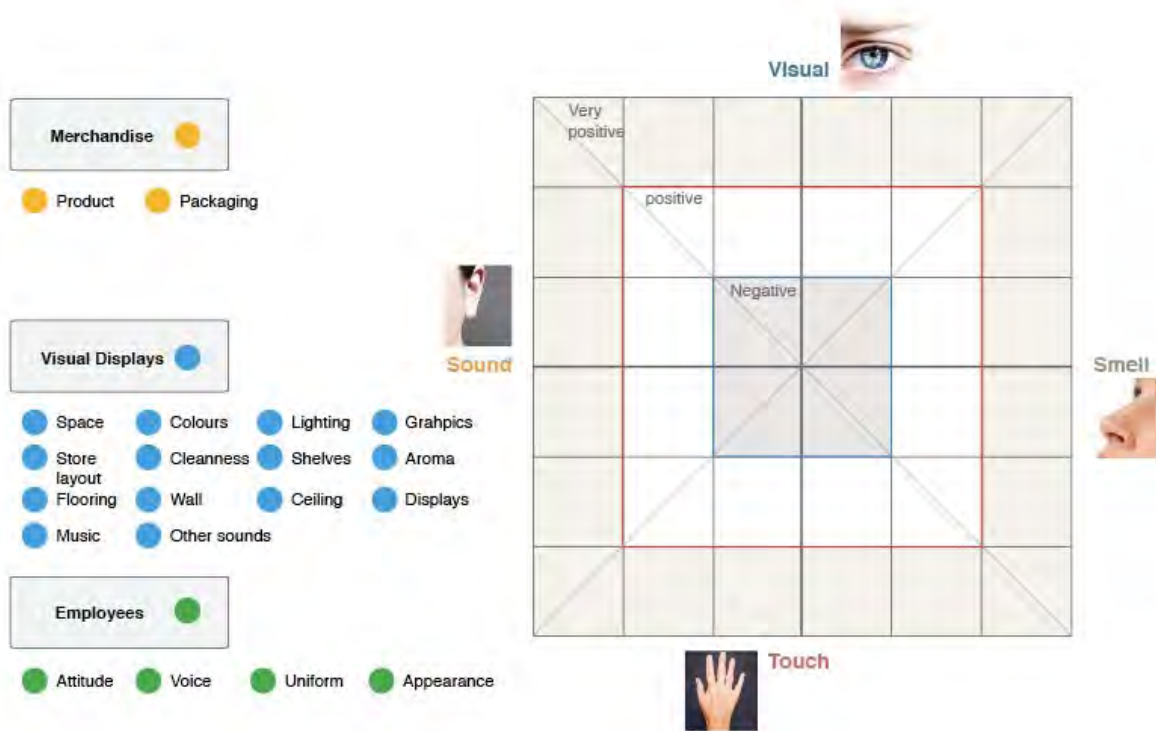 Visual
Merchandise
Very
positive
Product Packaging
positive
Negative
Sound
Smell
Visual Displays
Space Colours Lighting Grahpics
Store Cleanness Shelves Aroma
layout
Flooring Wall Ceiling Displays
Music Other sounds
Employees
Touch
Attitude Voice Uniform Appearance